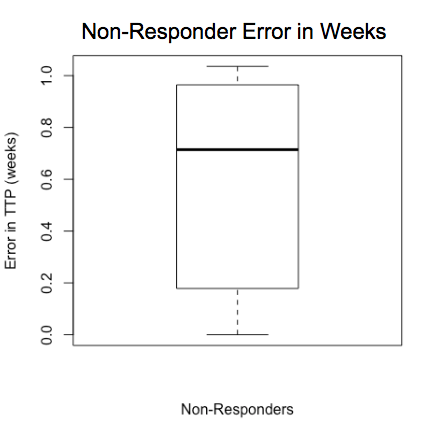 Non-Responder Error in Weeks
Error in TTP (weeks)
1.0
0.8
0.6
0.4
0.2
0.0
Non-Responders